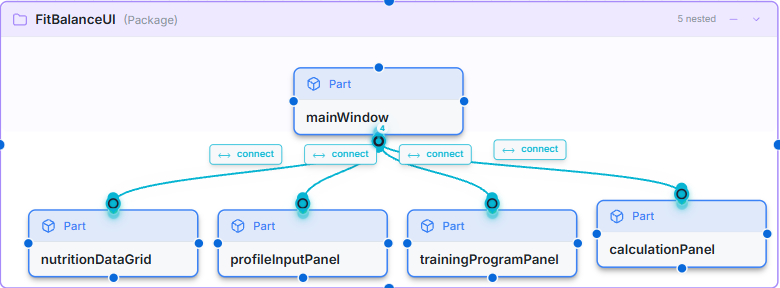 FitBalanceUI (Package) 5 nested
Part
mainWindow
4
connect connect connect connect
Part Part Part Part
nutritionDataGrid profileInputPanel trainingProgramPanel calculationPanel